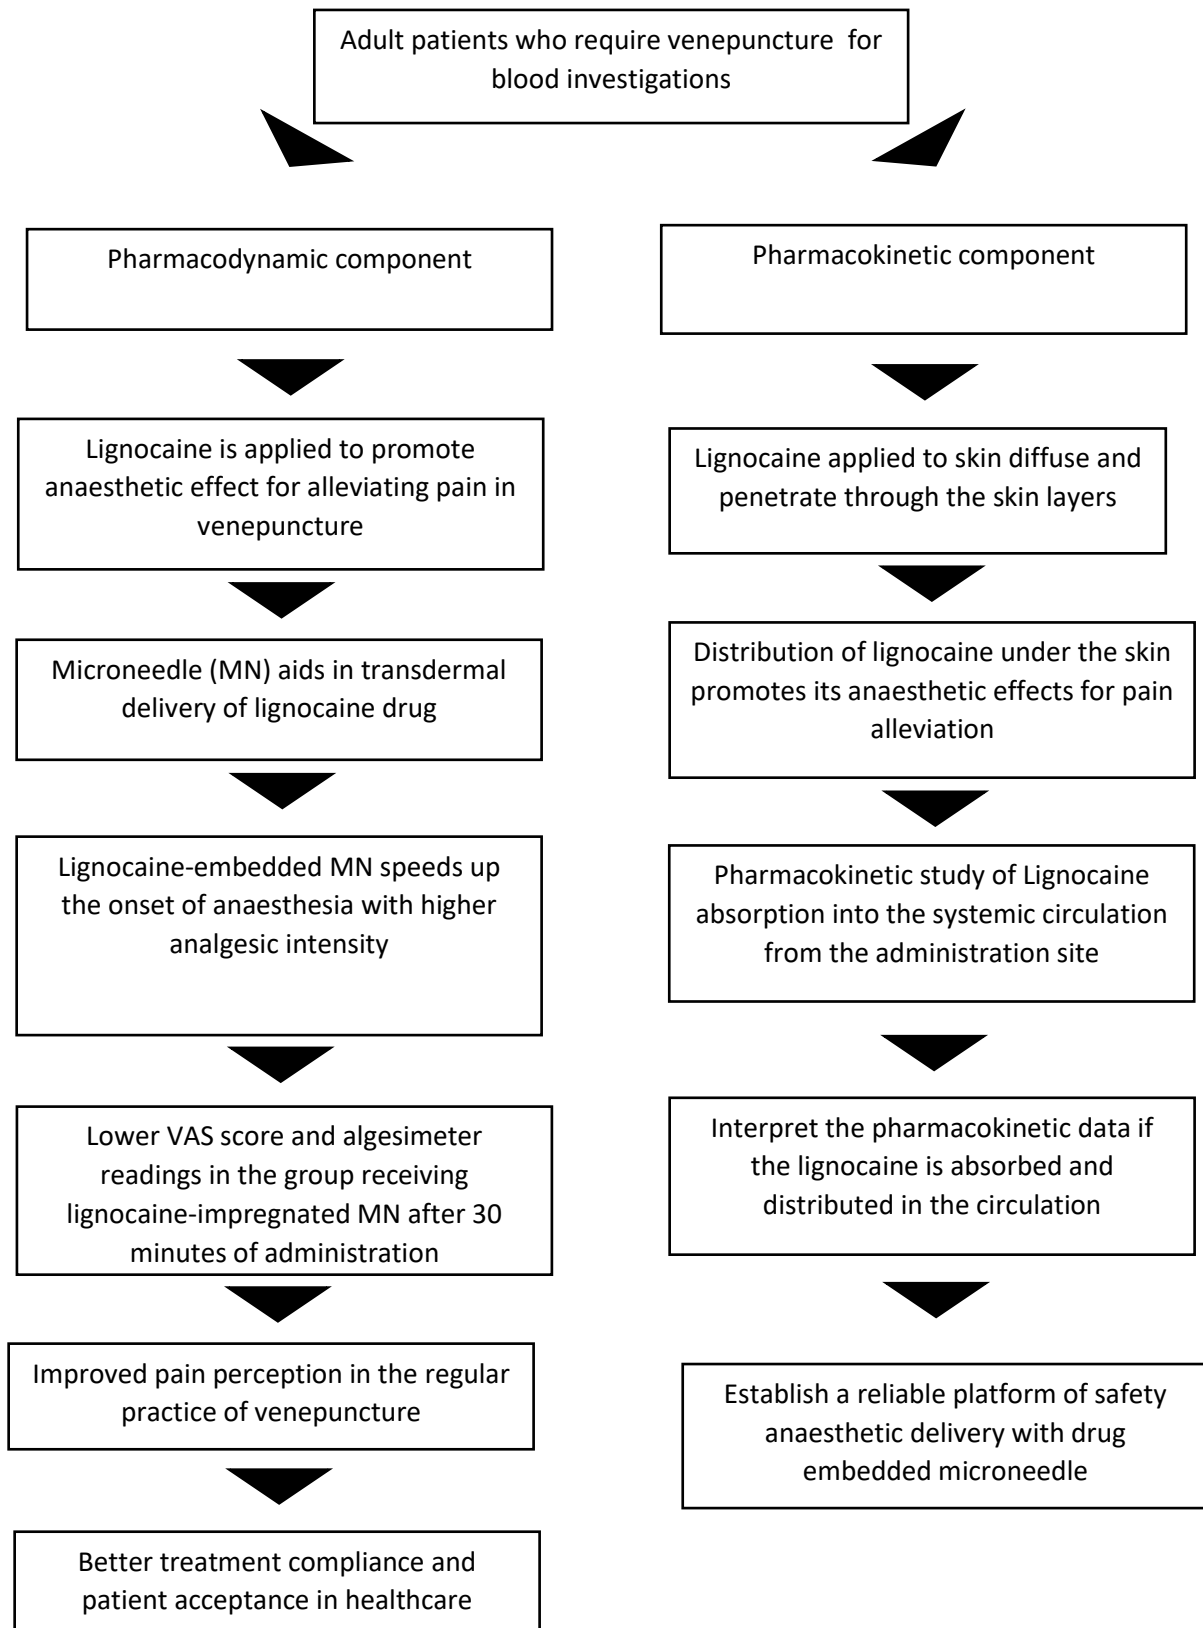 Adult patients who require venepuncture for
blood investigations
Pharmacodynamic component
Lignocaine is applied to promote
anaesthetic effect for alleviating pain in
venepuncture
Microneedle (MN) aids in transdermal
delivery of lignocaine drug
Lignocaine-embedded MN speeds up
the onset of anaesthesia with higher
analgesic intensity
Lower VAS score and algesimeter
readings in the group receiving
lignocaine-impregnated MN after 30
minutes of administration
Improved pain perception in the regular
practice of venepuncture
Better treatment compliance and
patient acceptance in healthcare
Pharmacokinetic component
Lignocaine applied to skin diffuse and
penetrate through the skin layers
Distribution of lignocaine under the skin
promotes its anaesthetic effects for pain
alleviation
Pharmacokinetic study of Lignocaine
absorption into the systemic circulation
from the administration site
Interpret the pharmacokinetic data if
the lignocaine is absorbed and
distributed in the circulation
Establish a reliable platform of safety
anaesthetic delivery with drug
embedded microneedle